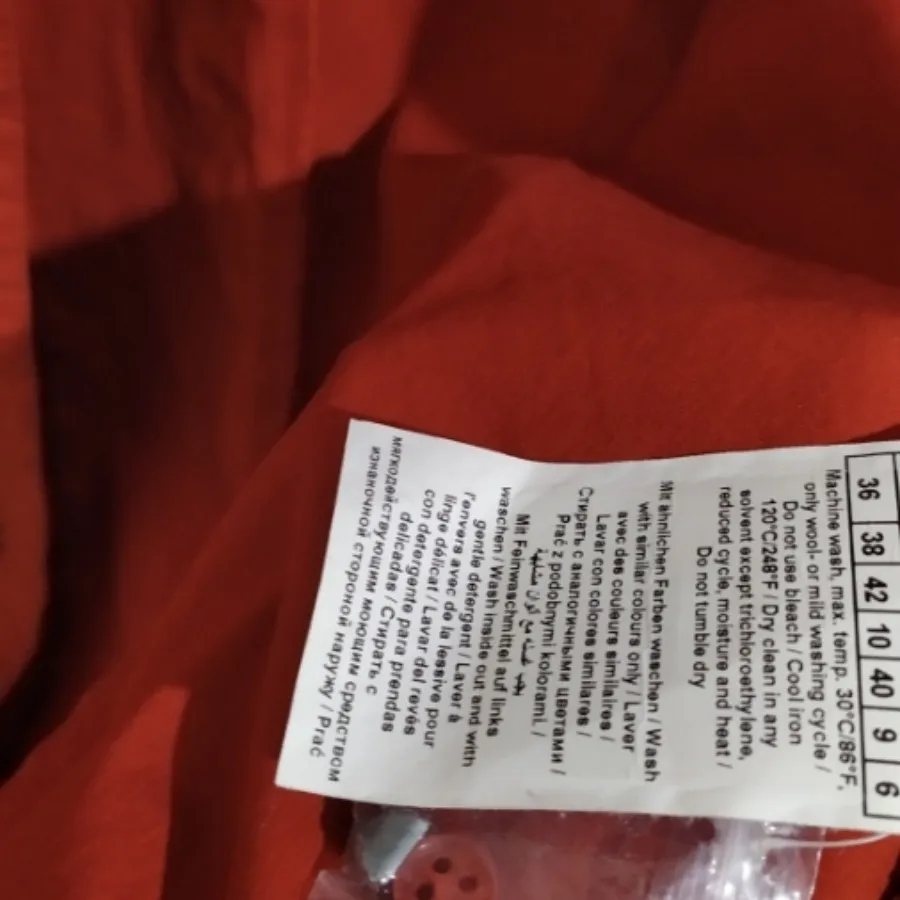 36 38 42 10 40 9 6
Machine wash, max. temp. 30°C/86°F,
only wool- or mild washing cycle /
Do not use bleach / Cool iron
120°C/248°F / Dry clean in any
solvent except trichloroethylene,
reduced cycle, moisture and heat /
Do not tumble dry
Mit ähnlichen Farben waschen / Wash
with similar colours only / Laver
avec des couleurs similaires /
Lavar con colores similares /
Стирать с аналогичными цветами /
Prać z podobnymi kolorami. /
Mit Feinwaschmittel auf links
waschen / Wash inside out and with
gentle detergent / Laver à
l'envers avec de la lessive pour
linge délicat / Lavar del revés
con detergente para prendas
delicadas / Стирать с
мягкодействующим моющим средством
изнаночной стороной наружу / Prać